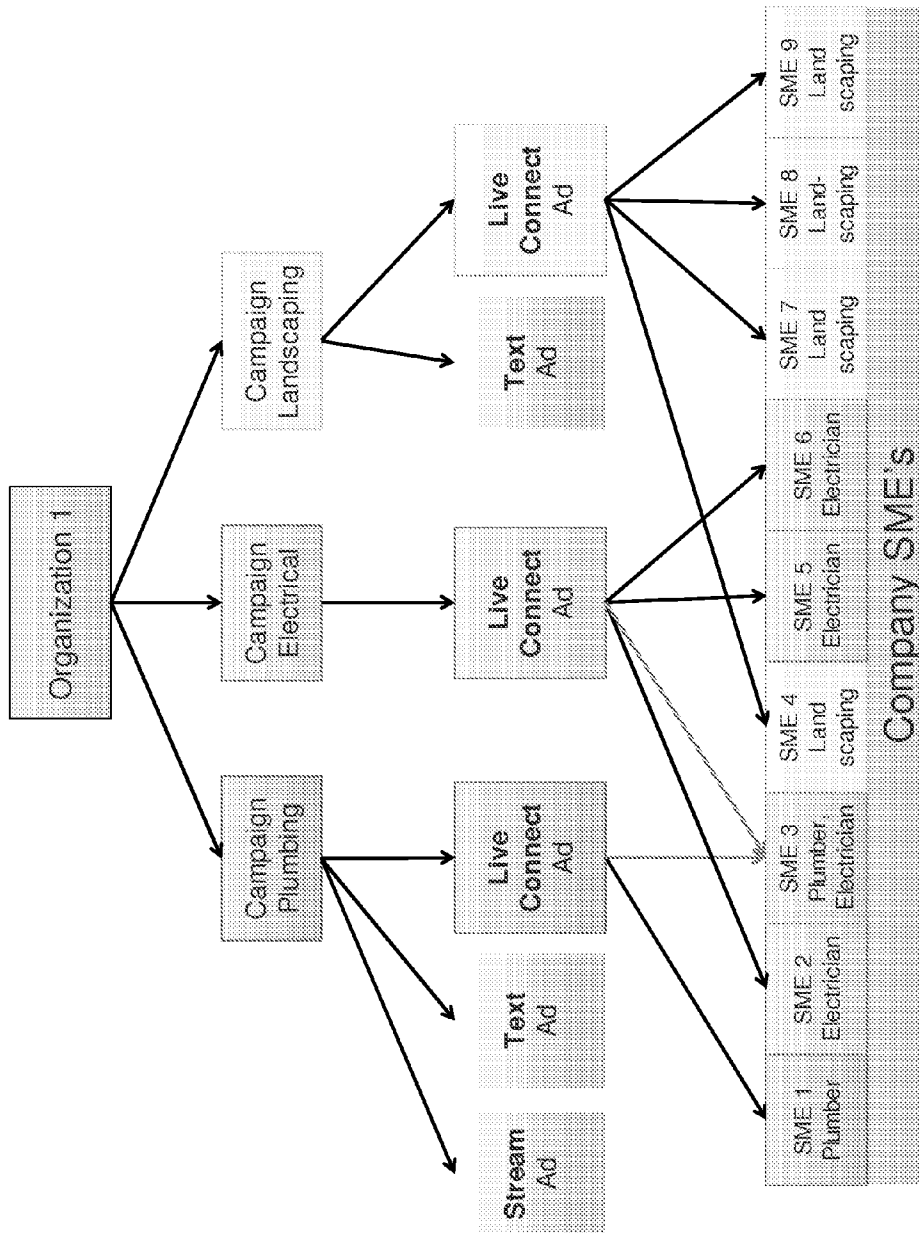 Organization 1
Campaign
Plumbing
Campaign
Electrical
Campaign
Landscaping
Stream
Ad
Text
Ad
Live
Connect
Ad
Live
Connect
Ad
Text
Ad
Live
Connect
Ad
SME 1
Plumber
SME 2
Electrician
SME 3
Plumber
Electrician
SME 4
Land
scaping
SME 5
Electrician
SME 6
Electrician
SME 7
Land
scaping
SME 8
Land-
scaping
SME 9
Land
scaping
Company SME's